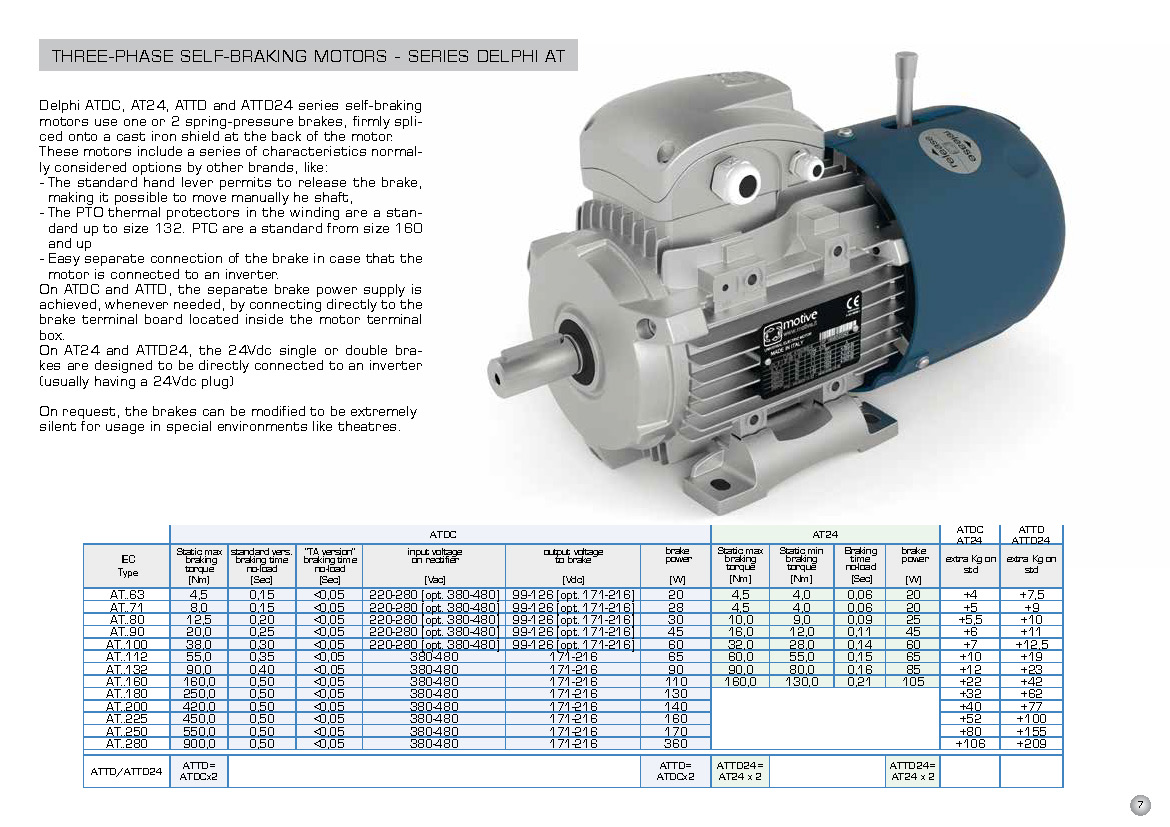 THREE-PHASE SELF-BRAKING MOTORS - SERIES DELPHI AT
Delphi ATDC, AT24, ATTD and ATTD24 series self-braking
motors use one or 2 spring-pressure brakes, firmly spli-
ced onto a cast iron shield at the back of the motor.
These motors include a series of characteristics normal-
ly considered options by other brands, like:
- The standard hand lever permits to release the brake,
making it possible to move manually he shaft,
- The PTO thermal protectors in the winding are a stan-
dard up to size 132. PTC are a standard from size 160
and up
- Easy separate connection of the brake in case that the
motor is connected to an inverter.
On ATDC and ATTD, the separate brake power supply is
achieved, whenever needed, by connecting directly to the
brake terminal board located inside the motor terminal
box.
On AT24 and ATTD24, the 24Vdc single or double bra-
kes are designed to be directly connected to an inverter
(usually having a 24Vdc plug)
On request, the brakes can be modified to be extremely
silent for usage in special environments like theatres.
release
release
motive
www.motive.it
MADE IN ITALY
CE
ATDC AT24 ATDC AT24 ATTD ATTD24
IEC Type Static max braking torque [Nm] standard vers. braking time no-load [Sec] "TA version" braking time no-load [Sec] input voltage on rectifier [Vac] output voltage to brake [Vdc] brake power [W] Static max braking torque [Nm] Static min braking torque [Nm] Braking time no-load [Sec] brake power [W] extra Kg on std extra Kg on std
AT..63 4,5 0,15 <0,05 220-280 [opt. 380-480] 99-126 [opt. 171-216] 20 4,5 4,0 0,06 20 +4 +7,5
AT..71 8,0 0,15 <0,05 220-280 [opt. 380-480] 99-126 [opt. 171-216] 28 4,5 4,0 0,06 20 +5 +9
AT..80 12,5 0,20 <0,05 220-280 [opt. 380-480] 99-126 [opt. 171-216] 30 10,0 9,0 0,09 25 +5,5 +10
AT..90 20,0 0,25 <0,05 220-280 [opt. 380-480] 99-126 [opt. 171-216] 45 16,0 12,0 0,11 45 +6 +11
AT..100 38,0 0,30 <0,05 220-280 [opt. 380-480] 99-126 [opt. 171-216] 60 32,0 28,0 0,14 60 +7 +12,5
AT..112 55,0 0,35 <0,05 380-480 171-216 65 60,0 55,0 0,15 65 +10 +19
AT..132 90,0 0,40 <0,05 380-480 171-216 90 90,0 80,0 0,16 85 +12 +23
AT..160 160,0 0,50 <0,05 380-480 171-216 110 160,0 130,0 0,21 105 +22 +42
AT..180 250,0 0,50 <0,05 380-480 171-216 130 +32 +62
AT..200 420,0 0,50 <0,05 380-480 171-216 140 +40 +77
AT..225 450,0 0,50 <0,05 380-480 171-216 160 +52 +100
AT..250 550,0 0,50 <0,05 380-480 171-216 170 +80 +155
AT..280 900,0 0,50 <0,05 380-480 171-216 360 +106 +209
ATTD/ATTD24 ATTD= ATDCx2 ATTD= ATDCx2 ATTD24= AT24 x 2 ATTD24= AT24 x 2
7